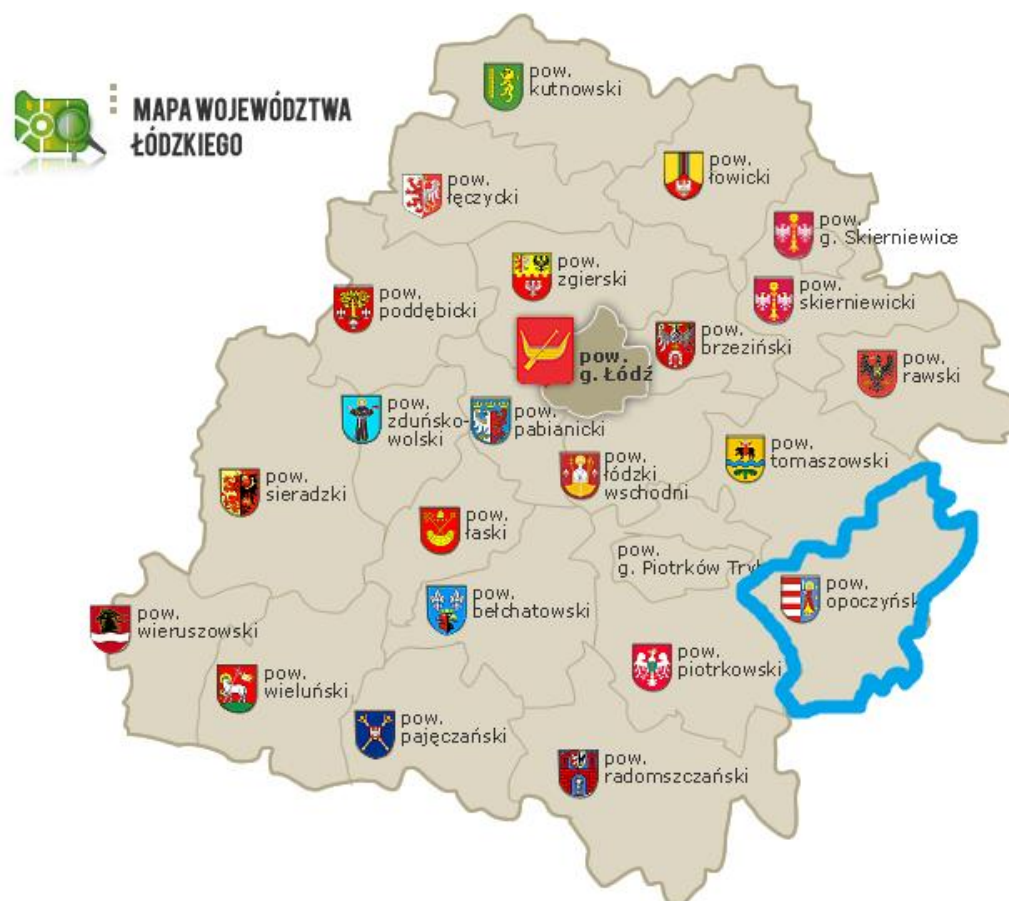 MAPA WOJEWÓDZTWA
ŁÓDZKIEGO
pow.
kutnowski
pow.
łęczycki
pow.
łowicki
pow.
g. Skierniewice
pow.
zgierski
pow.
skierniewicki
pow.
poddębicki
pow.
brzeziński
pow.
g. Łódź
pow.
rawski
pow.
zduńsko-
wolski
pow.
pabianicki
pow.
tomaszowski
pow.
łódzki
wschodni
pow.
sieradzki
pow.
łaski
pow.
g. Piotrków Tryb
pow.
opoczyńsk
pow.
bełchatowski
pow.
wieruszowski
pow.
piotrkowski
pow.
wieluński
pow.
pajęczański
pow.
radomszczański